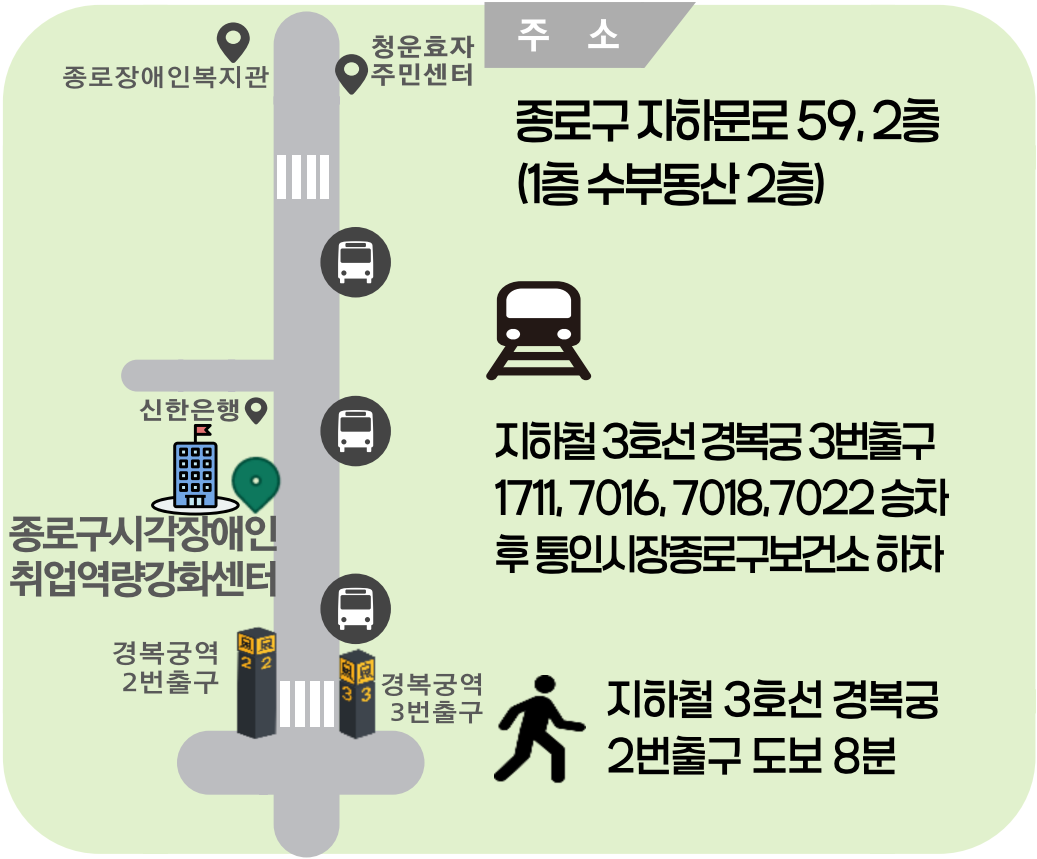 종로장애인복지관
청운효자
주민센터
주 소
종로구 자하문로 59, 2층
(1층 수부동산 2층)
신한은행
종로구시각장애인
취업역량강화센터
지하철 3호선 경복궁 3번출구
1711, 7016, 7018,7022 승차
후 통인시장종로구보건소 하차
경복궁역
2번출구
2 2
3 3
경복궁역
3번출구
지하철 3호선 경복궁
2번출구 도보 8분